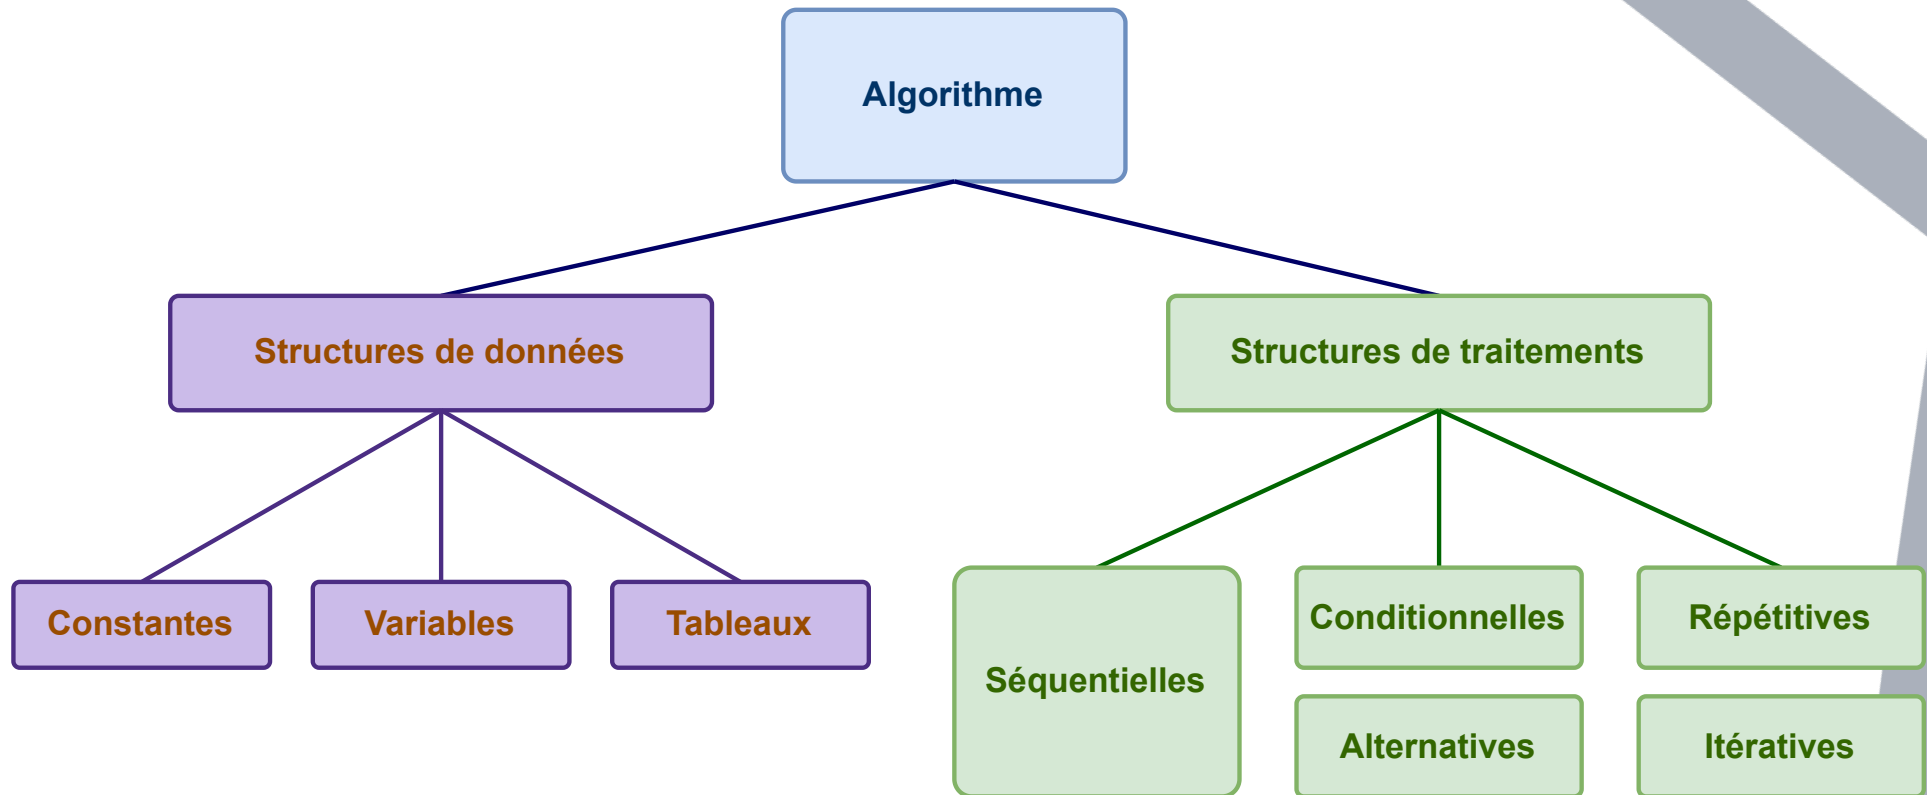 Algorithme
Structures de données
Structures de traitements
Constantes
Variables
Tableaux
Séquentielles
Conditionnelles
Répétitives
Alternatives
Itératives